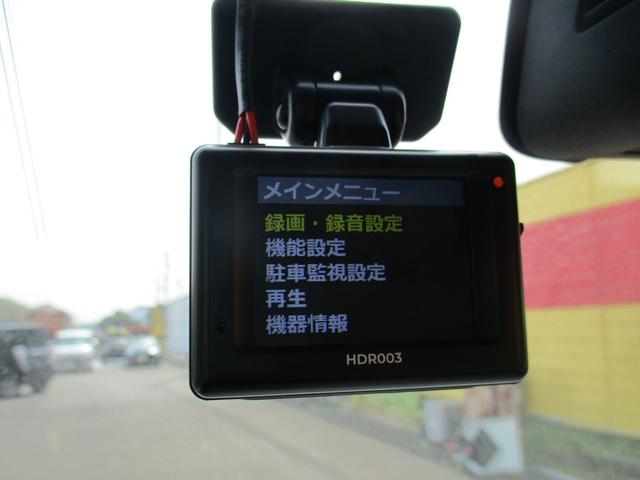 メインメニュー
録画・録音設定
機能設定
駐車監視設定
再生
機器情報
HDR003